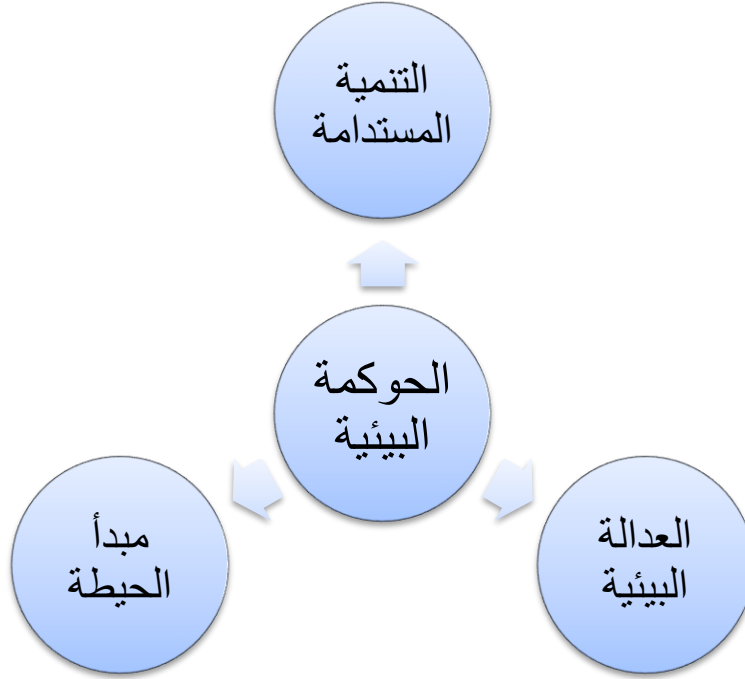 التنمية
المستدامة
الحوكمة
البيئية
العدالة
البيئية
مبدأ
الحيطة